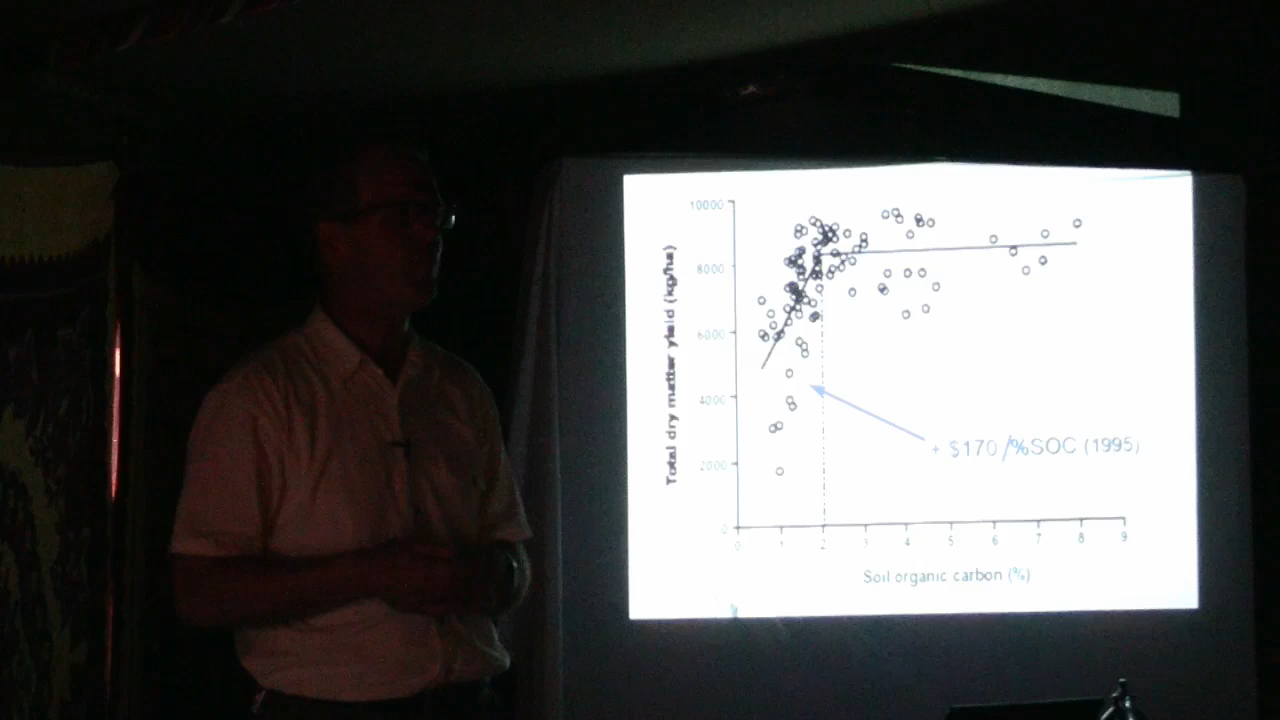 Total dry matter yield (kg/ha)
10000
8000
6000
4000
2000
0
+ $170/%SOC (1995)
0 1 2 3 4 5 6 7 8 9
Soil organic carbon (%)